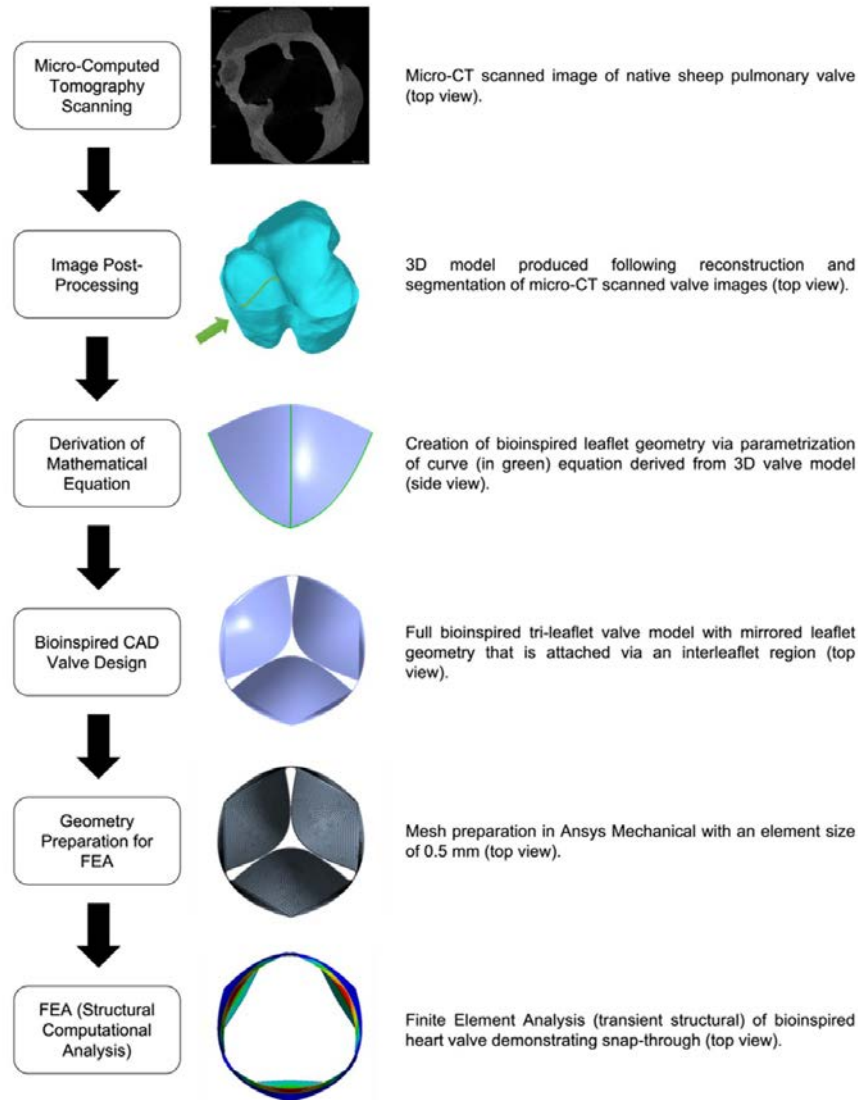 Micro-Computed
Tomography
Scanning
Micro-CT scanned image of native sheep pulmonary valve
(top view).
Image Post-
Processing
3D model produced following reconstruction and
segmentation of micro-CT scanned valve images (top view).
Derivation of
Mathematical
Equation
Creation of bioinspired leaflet geometry via parametrization
of curve (in green) equation derived from 3D valve model
(side view).
Bioinspired CAD
Valve Design
Full bioinspired tri-leaflet valve model with mirrored leaflet
geometry that is attached via an interleaflet region (top
view).
Geometry
Preparation for
FEA
Mesh preparation in Ansys Mechanical with an element size
of 0.5 mm (top view).
FEA (Structural
Computational
Analysis)
Finite Element Analysis (transient structural) of bioinspired
heart valve demonstrating snap-through (top view).